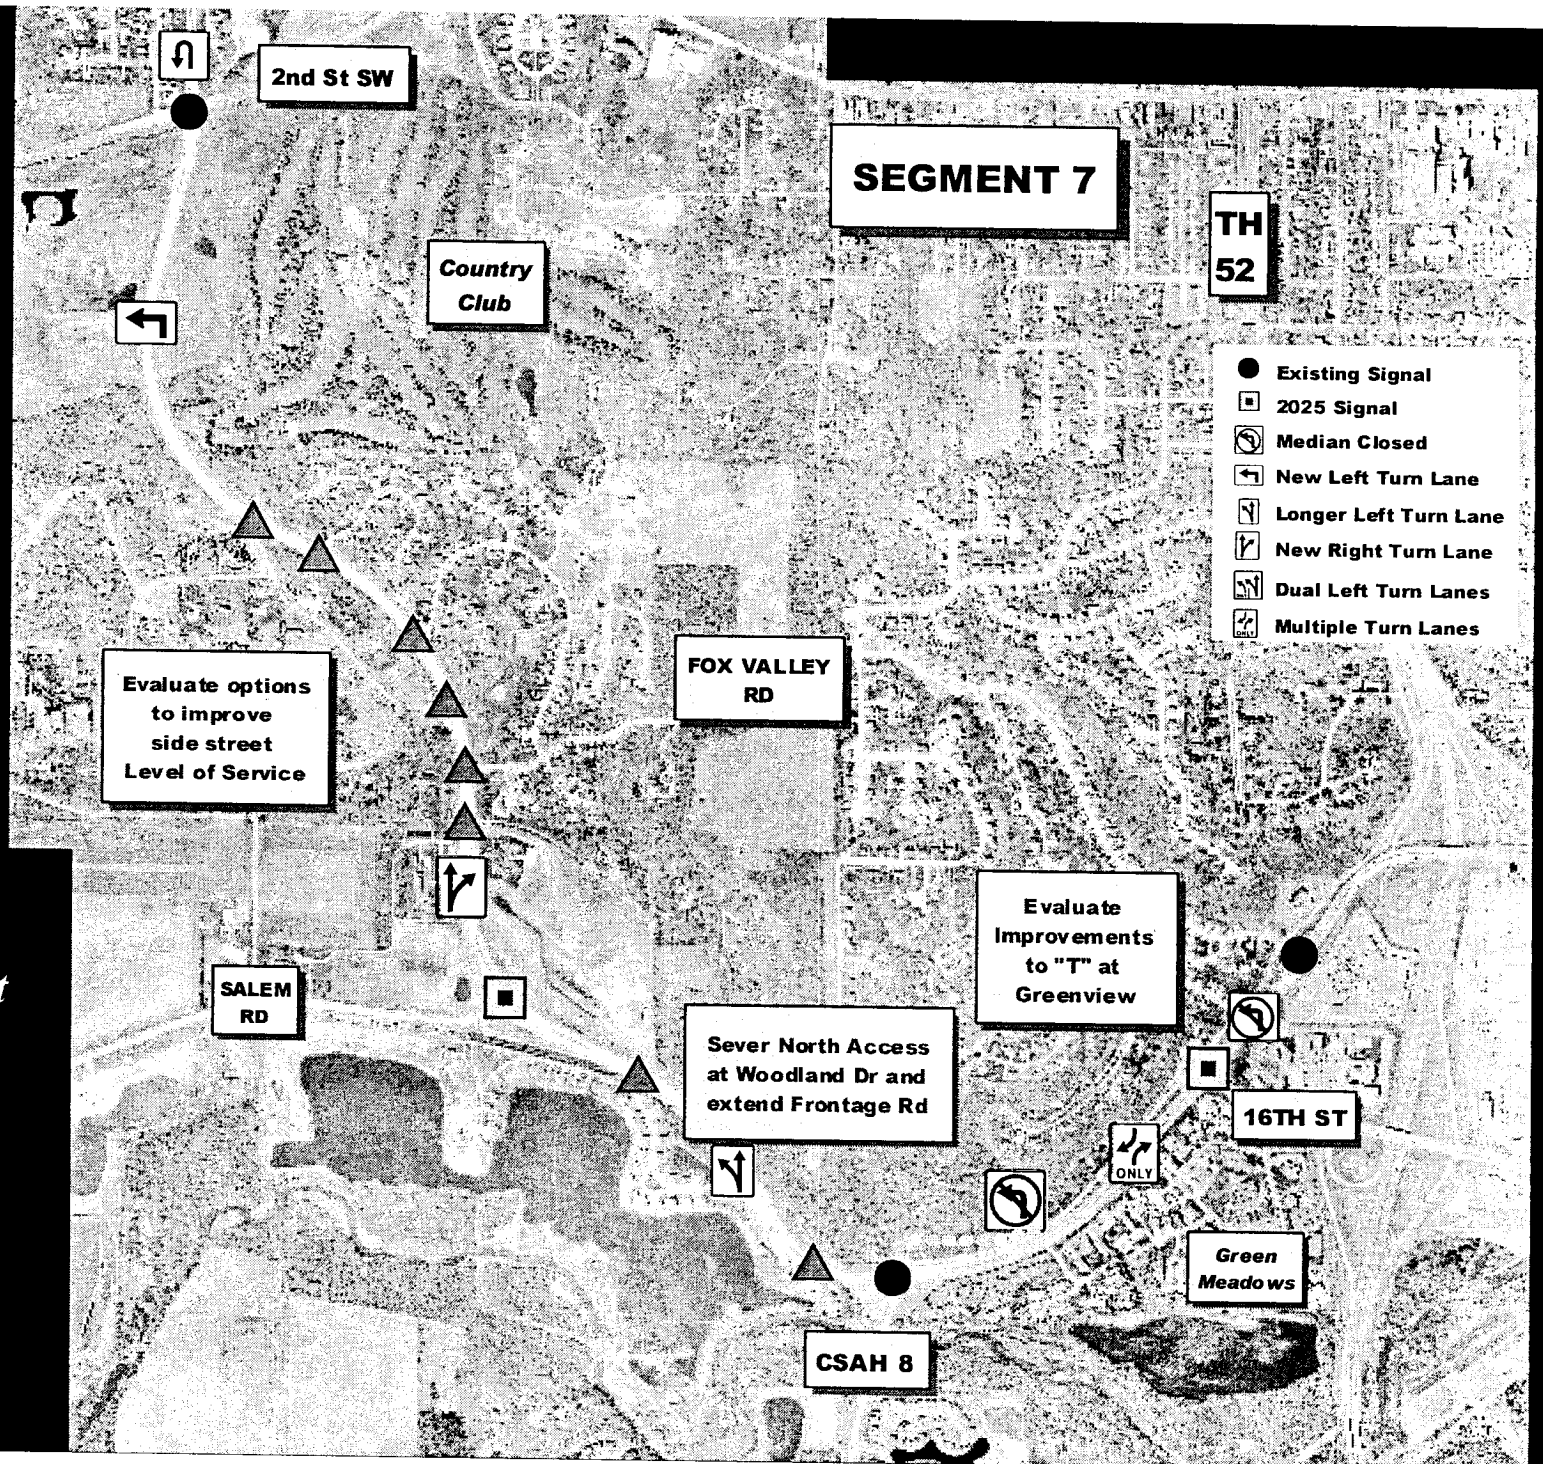 2nd St SW
SEGMENT 7
TH
52
Country
Club
Existing Signal
2025 Signal
Median Closed
New Left Turn Lane
Longer Left Turn Lane
New Right Turn Lane
Dual Left Turn Lanes
ONLY
Multiple Turn Lanes
FOX VALLEY
RD
Evaluate options
to improve
side street
Level of Service
Evaluate
Improvements
to "T" at
Greenview
SALEM
RD
t
Sever North Access
at Woodland Dr and
extend Frontage Rd
16TH ST
ONLY
Green
Meadows
CSAH 8